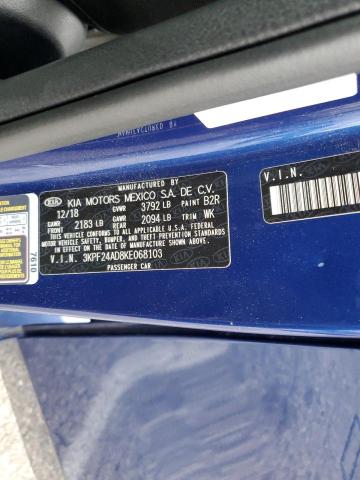 MANUFACTURED BY
KIA KIA MOTORS MEXICO S.A. DE C.V.
12/18 GVWR 3792 LB PAINT B2R
GAWR FRONT 2183 LB GAWR REAR 2094 LB TRIM WK
THIS VEHICLE CONFORMS TO ALL APPLICABLE U.S.A. FEDERAL
MOTOR VEHICLE SAFETY, BUMPER, AND THEFT PREVENTION
STANDARDS IN EFFECT ON THE DATE OF MANUFACTURE SHOWN ABOVE.
V.I.N. 3KPF24AD8KE068103
PASSENGER CAR
V.I.N.
7610